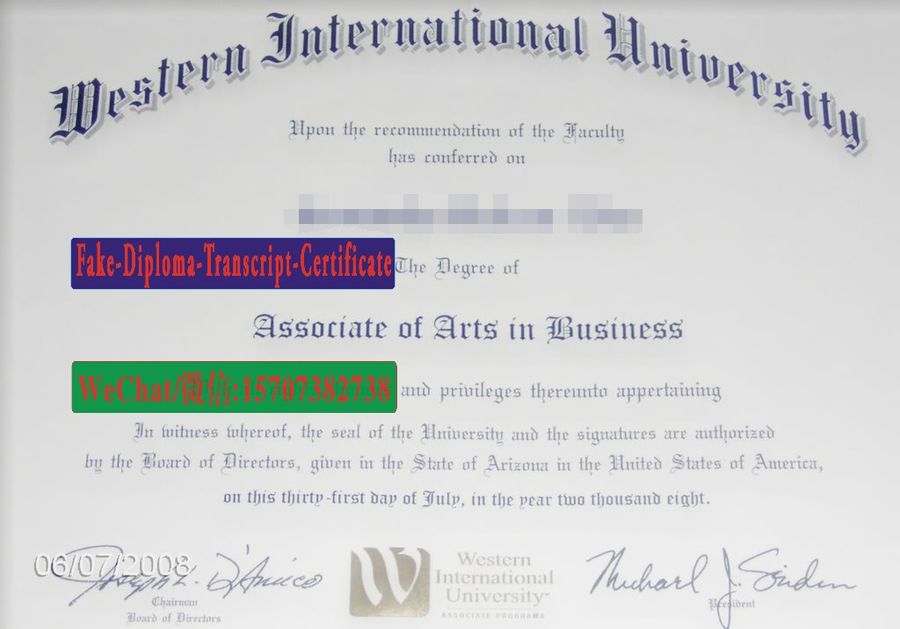 Western International University
Upon the recommendation of the Faculty
has conferred on
Fake-Diploma-Transcript-Certificate
The Degree of
Associate of Arts in Business
WeChat/微信:15707382738
and privileges thereunto appertaining
In witness whereof, the seal of the University and the signatures are authorized
by the Board of Directors, given in the State of Arizona in the United States of America,
on this thirty-first day of July, in the year two thousand eight.
06/07/2008
Joseph L. D'Amico
Chairman
Board of Directors
W
Western
International
University
ASSOCIATE PROGRAMS
Michael J. Seiden
President